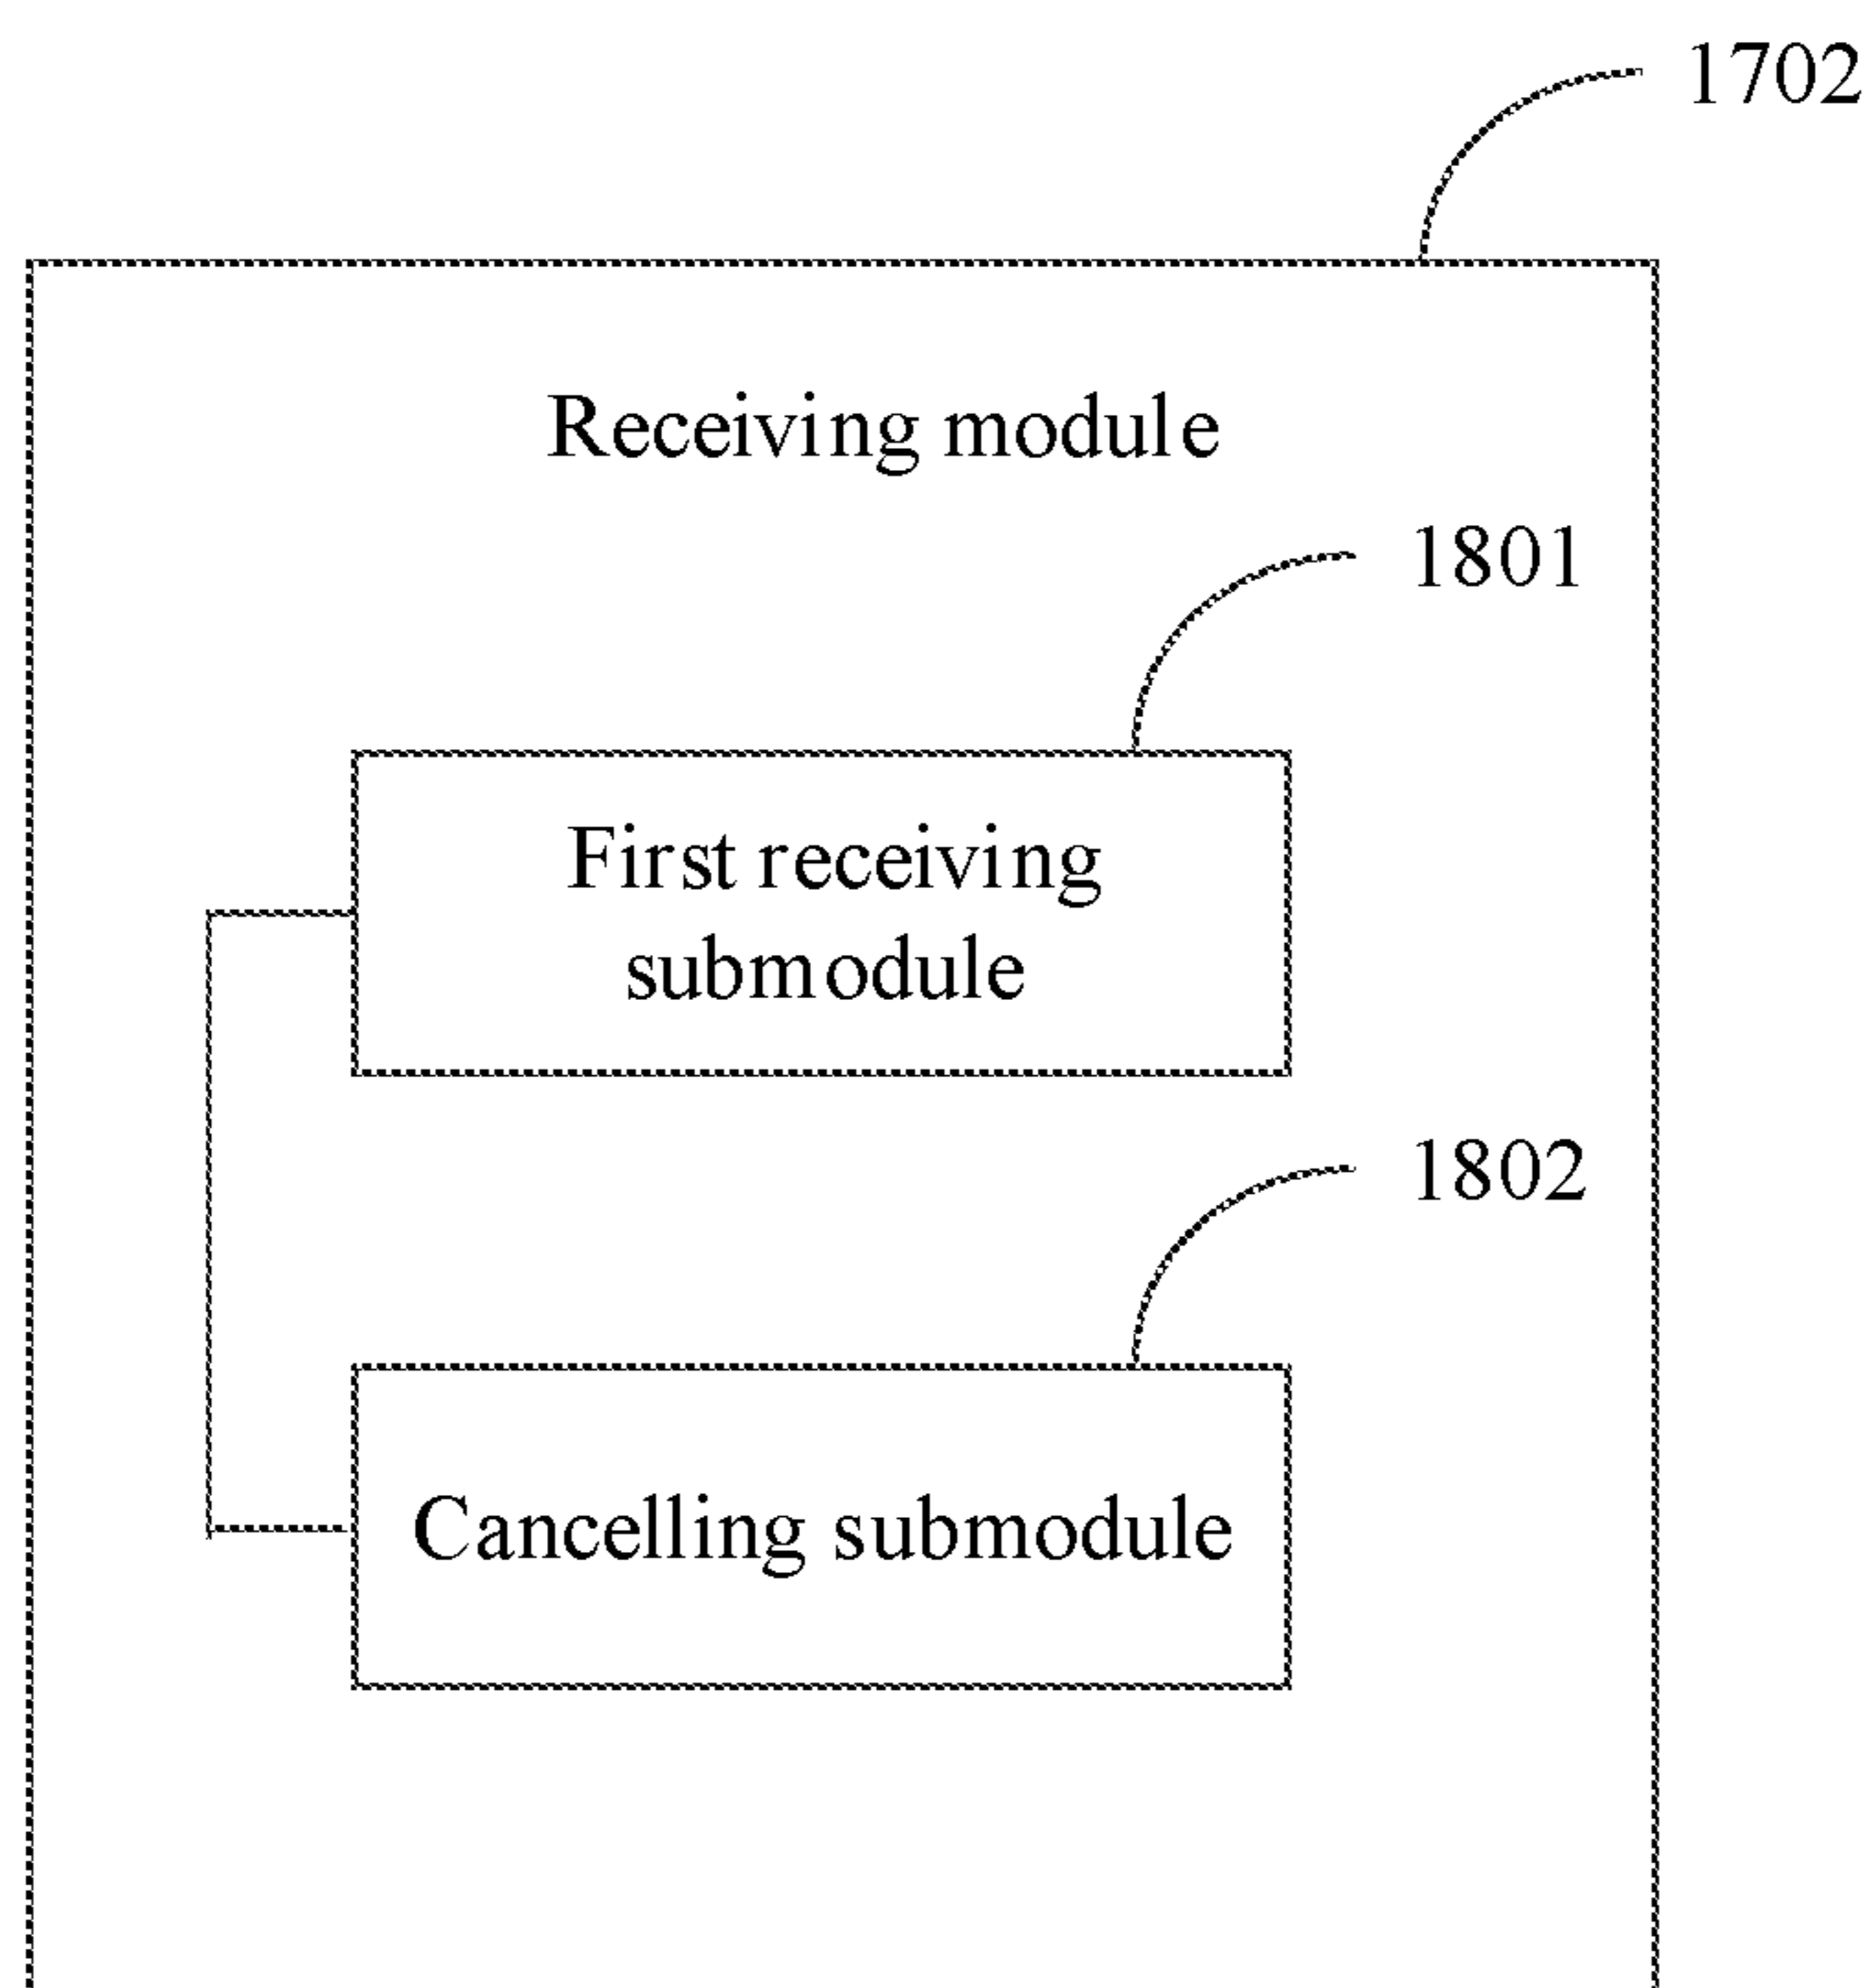 1702
Receiving module
1801
First receiving
submodule
1802
Cancelling submodule